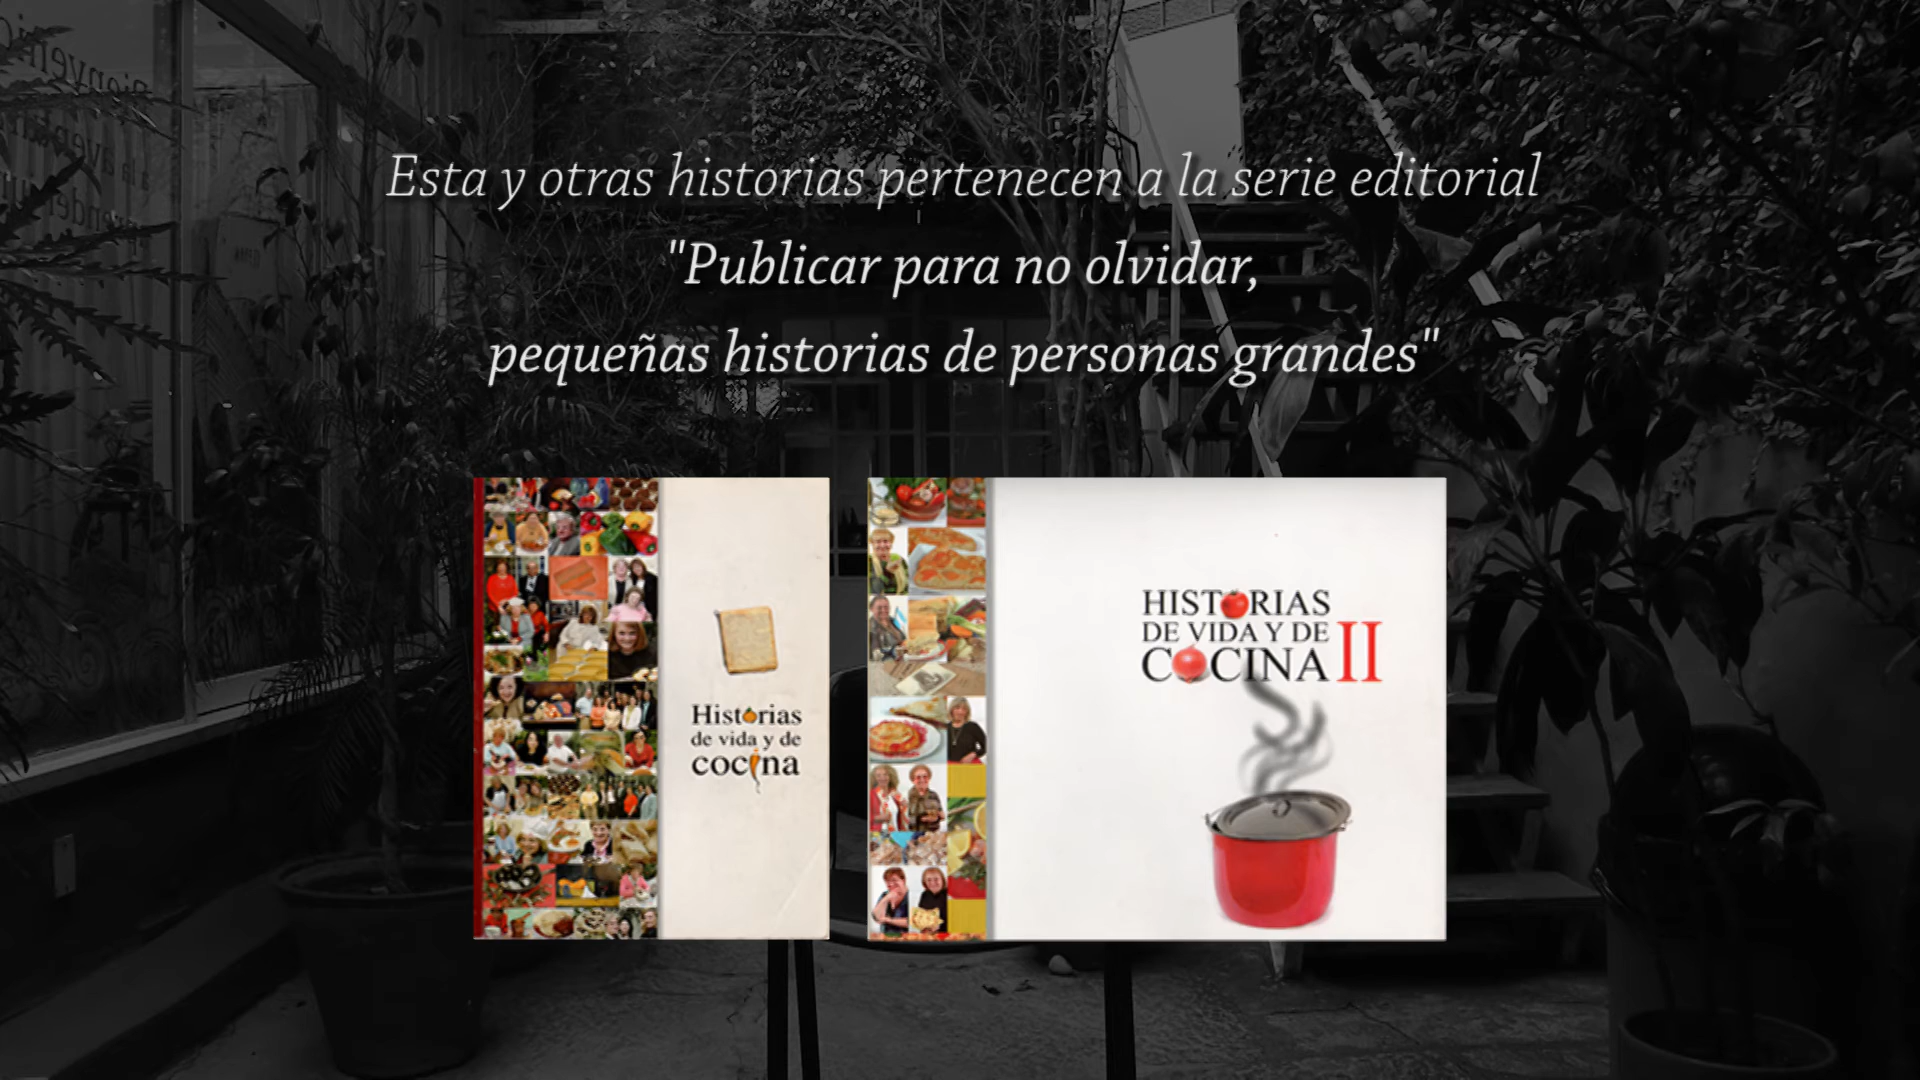 Esta y otras historias pertenecen a la serie editorial
"Publicar para no olvidar,
pequeñas historias de personas grandes"
Historias
de vida y de
cocina
HISTORIAS
DE VIDA Y DE
COCINA II